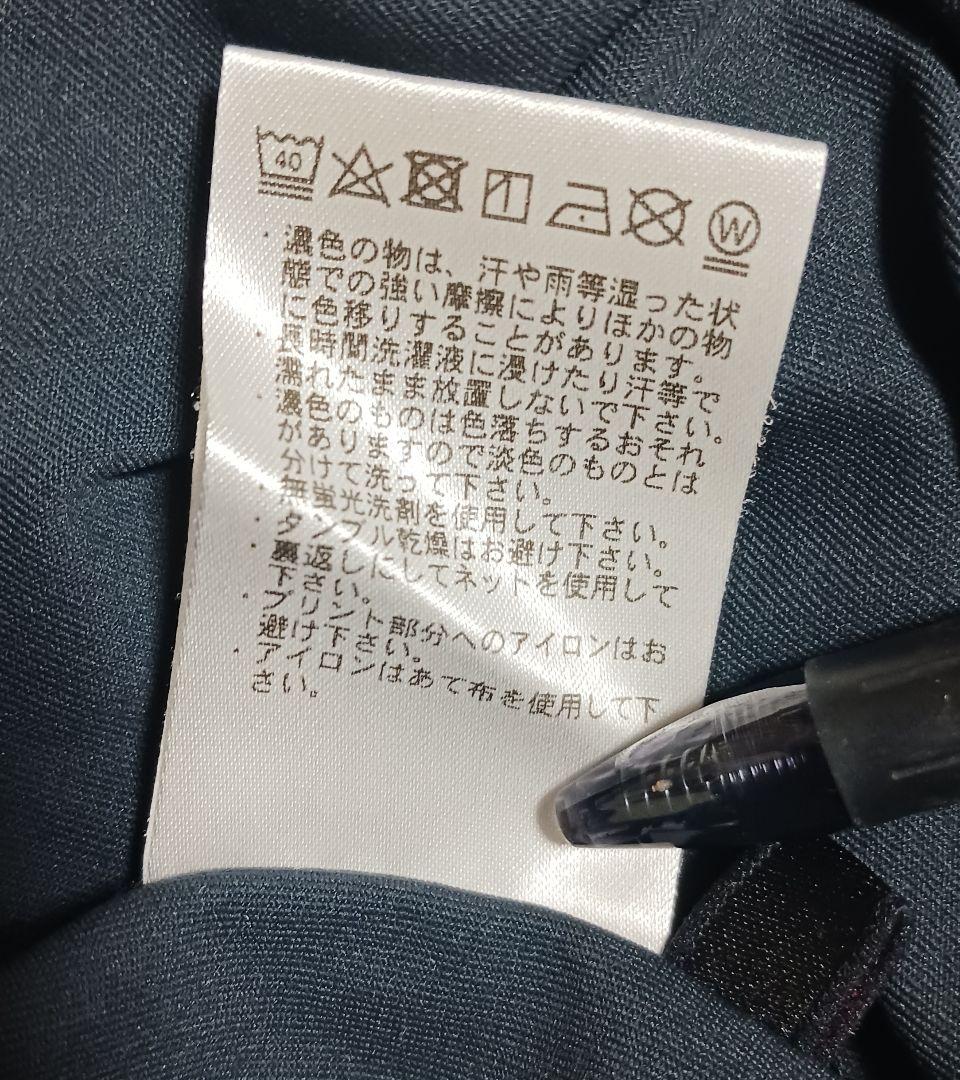 40
W
・濃色の物は、汗や雨等湿った状
態での強い摩擦によりほかの物
に色移りすることがあります。
・長時間洗濯液に浸けたり汗等で
濡れたまま放置しないで下さい。
・濃色のものは色落ちするおそれ
がありますので淡色のものとは
分けて洗って下さい。
・無蛍光洗剤を使用して下さい。
・タンブル乾燥はお避け下さい。
・裏返しにしてネットを使用して
下さい。
・プリント部分へのアイロンはお
避け下さい。
・アイロンはあて布を使用して下
さい。